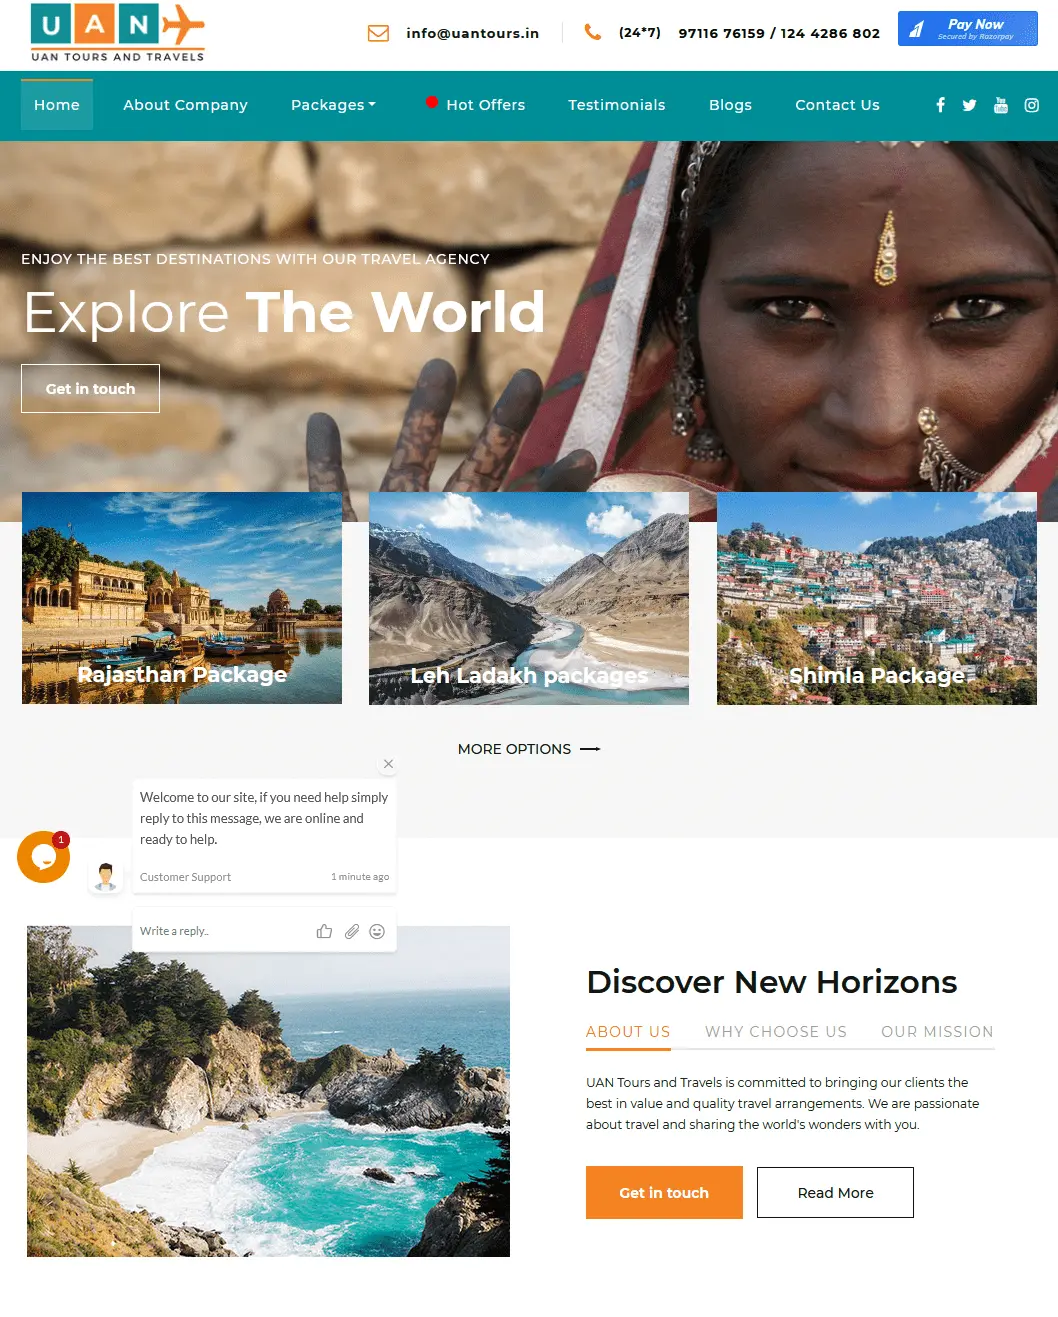 UAN
UAN TOURS AND TRAVELS
info@uantours.in
(24*7) 97116 76159 / 124 4286 802
Pay Now
Secured by Razorpay
Home About Company Packages Hot Offers Testimonials Blogs Contact Us
ENJOY THE BEST DESTINATIONS WITH OUR TRAVEL AGENCY
Explore The World
Get in touch
Rajasthan Package
Leh Ladakh packages
Shimla Package
MORE OPTIONS
Welcome to our site, if you need help simply
reply to this message, we are online and
ready to help.
1
Customer Support 1 minute ago
Write a reply..
Discover New Horizons
ABOUT US WHY CHOOSE US OUR MISSION
UAN Tours and Travels is committed to bringing our clients the
best in value and quality travel arrangements. We are passionate
about travel and sharing the world's wonders with you.
Get in touch Read More